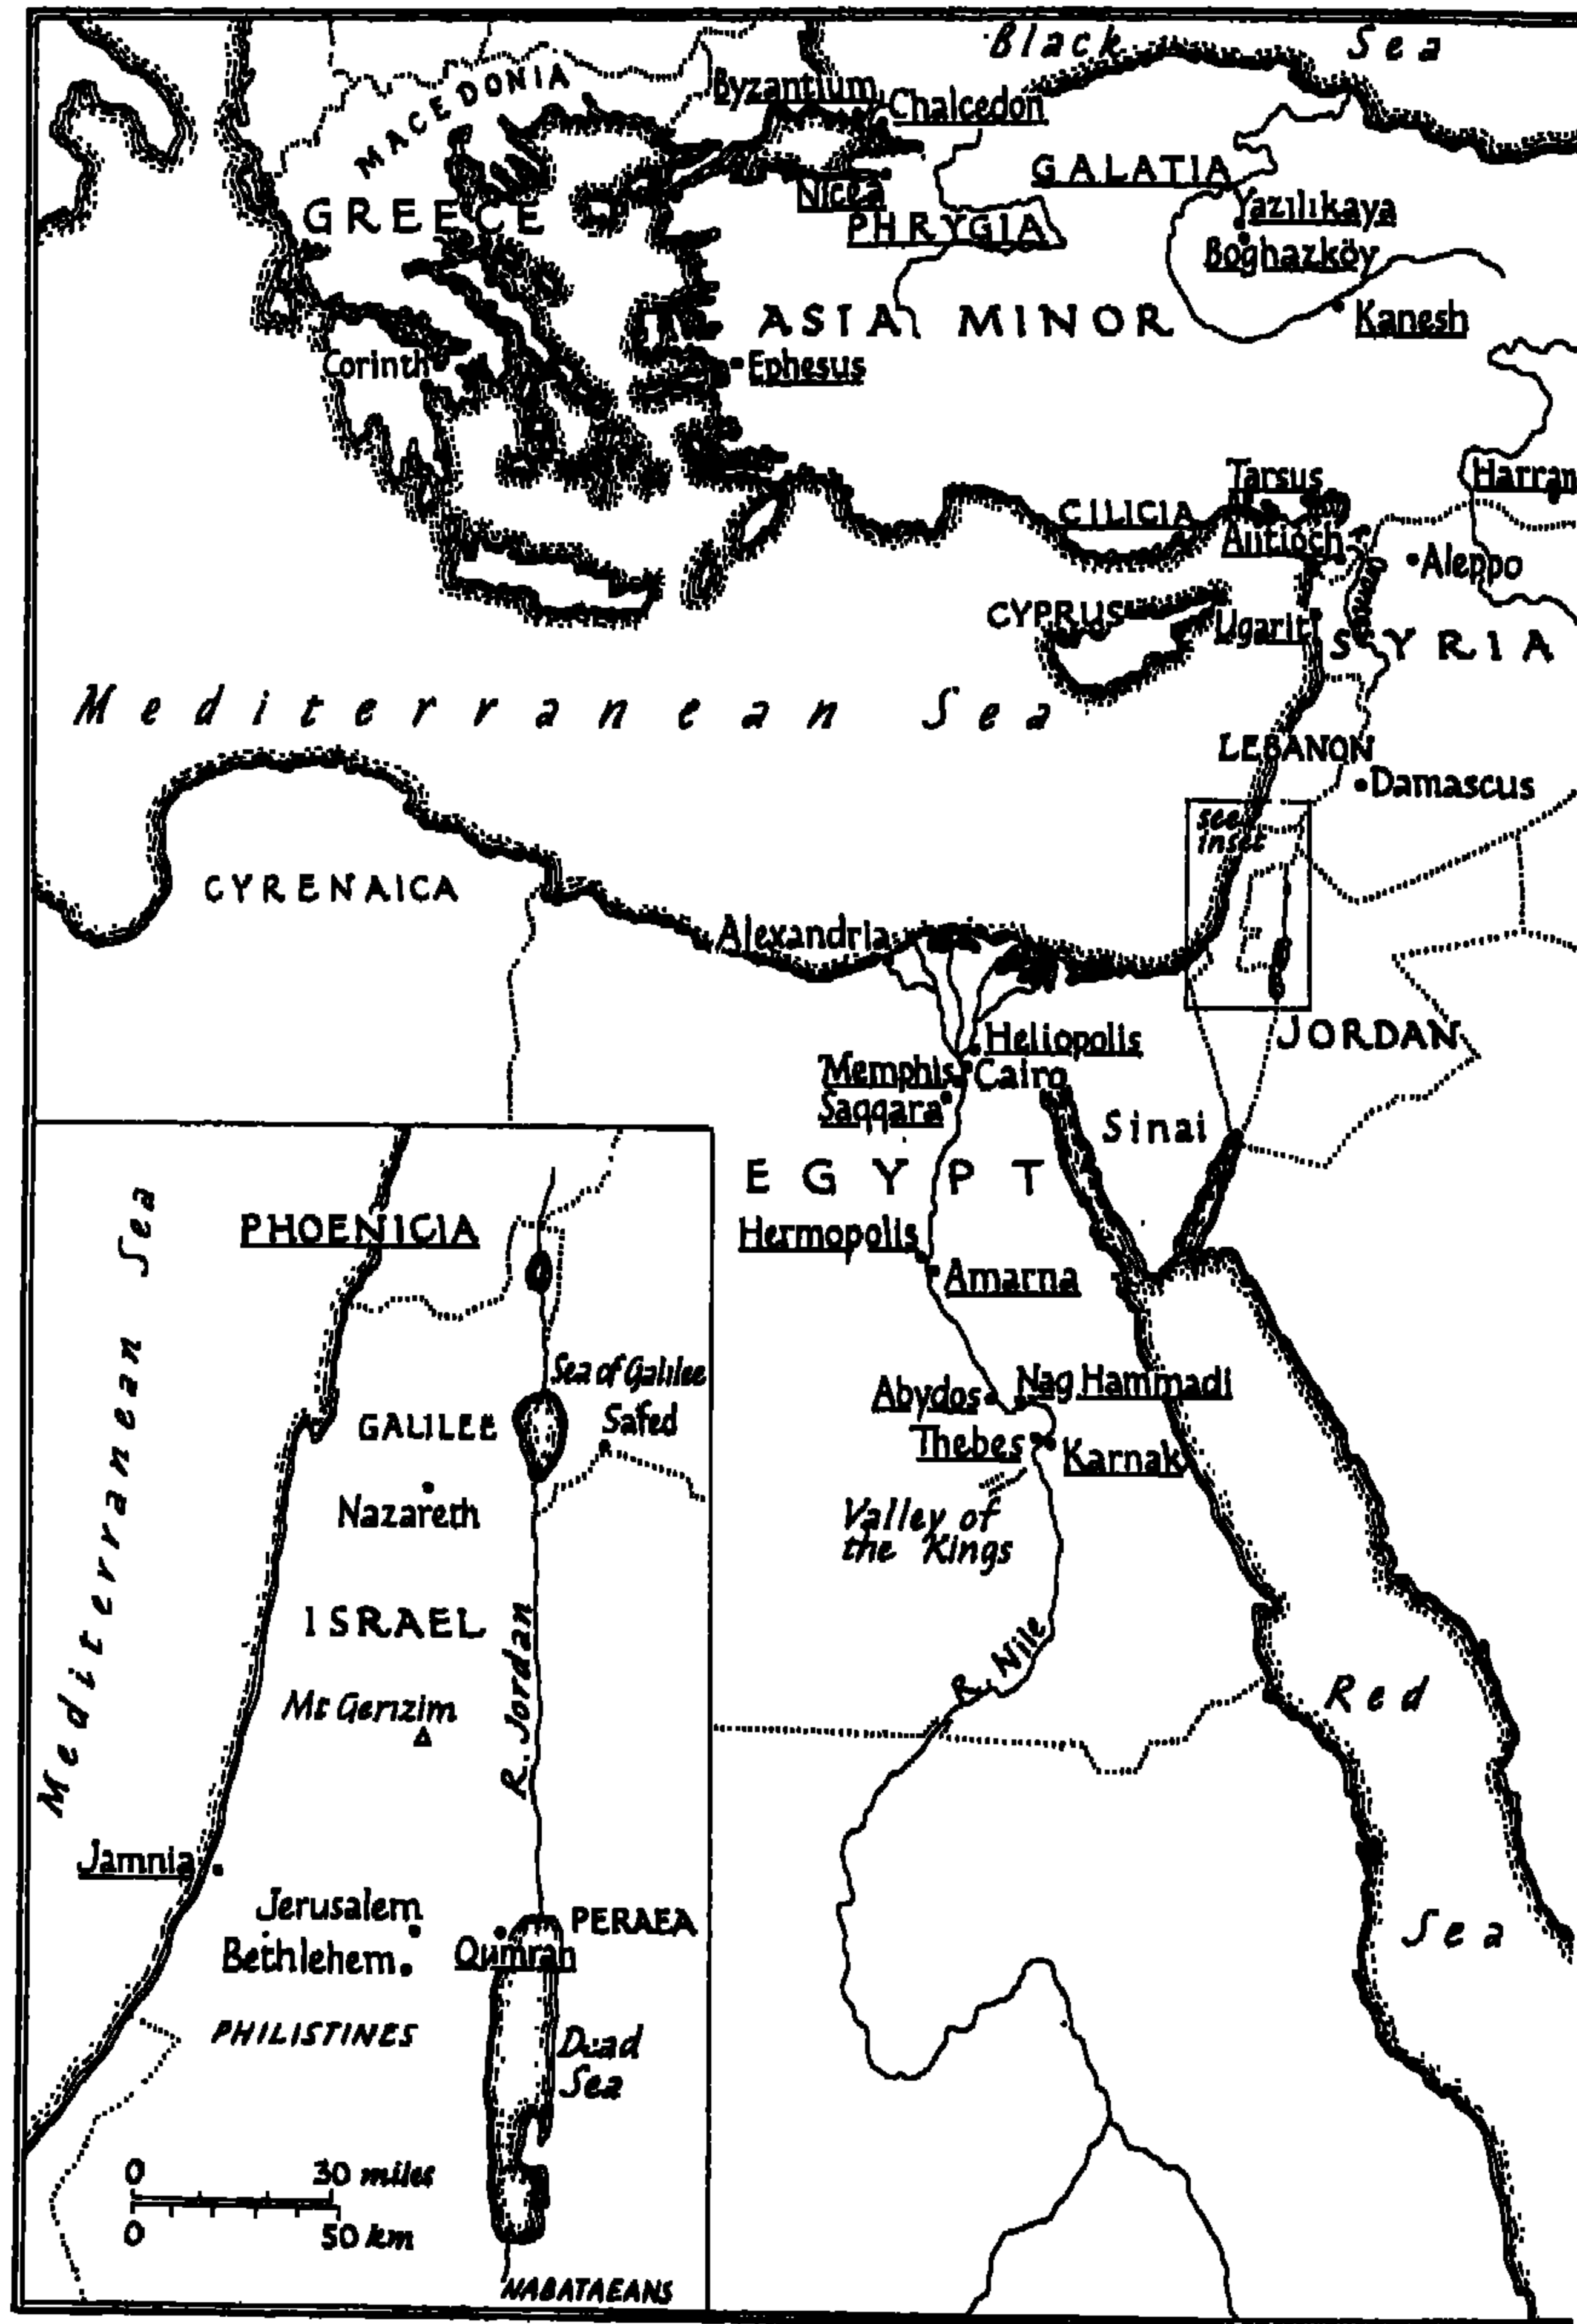 Black Sea
MACEDONIA
Byzantium
Chalcedon
GALATIA
Nicea
GREECE
PHRYGIA
Yazılıkaya
Boghazköy
ASIA MINOR
Kanesh
Corinth
Ephesus
Tarsus
Harran
CILICIA
Antioch
Aleppo
CYPRUS
Ugarit
SYRIA
Mediterranean Sea
LEBANON
Damascus
see
inset
CYRENAICA
Alexandria
JORDAN
Heliopolis
Memphis
Cairo
Saqqara
Sinai
EGYPT
Hermopolis
Amarna
Abydos
Nag Hammadi
Thebes
Karnak
Valley of
the Kings
R. Nile
Red
Sea
Mediterranean Sea
PHOENICIA
Sea of Galilee
GALILEE
Safed
Nazareth
ISRAEL
R. Jordan
Mt Gerizim
Jamnia
Jerusalem
PERAEA
Bethlehem
Qumran
PHILISTINES
Dead
Sea
0 30 miles
0 50 km
NABATAEANS